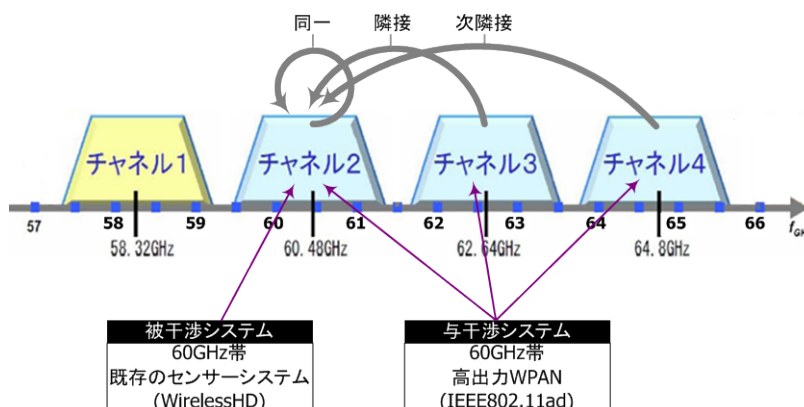 同一 隣接 次隣接
チャネル1 チャネル2 チャネル3 チャネル4
57 58 59 60 61 62 63 64 65 66
58.32GHz 60.48GHz 62.64GHz 64.8GHz
被干渉システム
60GHz帯
既存のセンサーシステム
(WirelessHD)
与干渉システム
60GHz帯
高出力WPAN
(IEEE802.11ad)